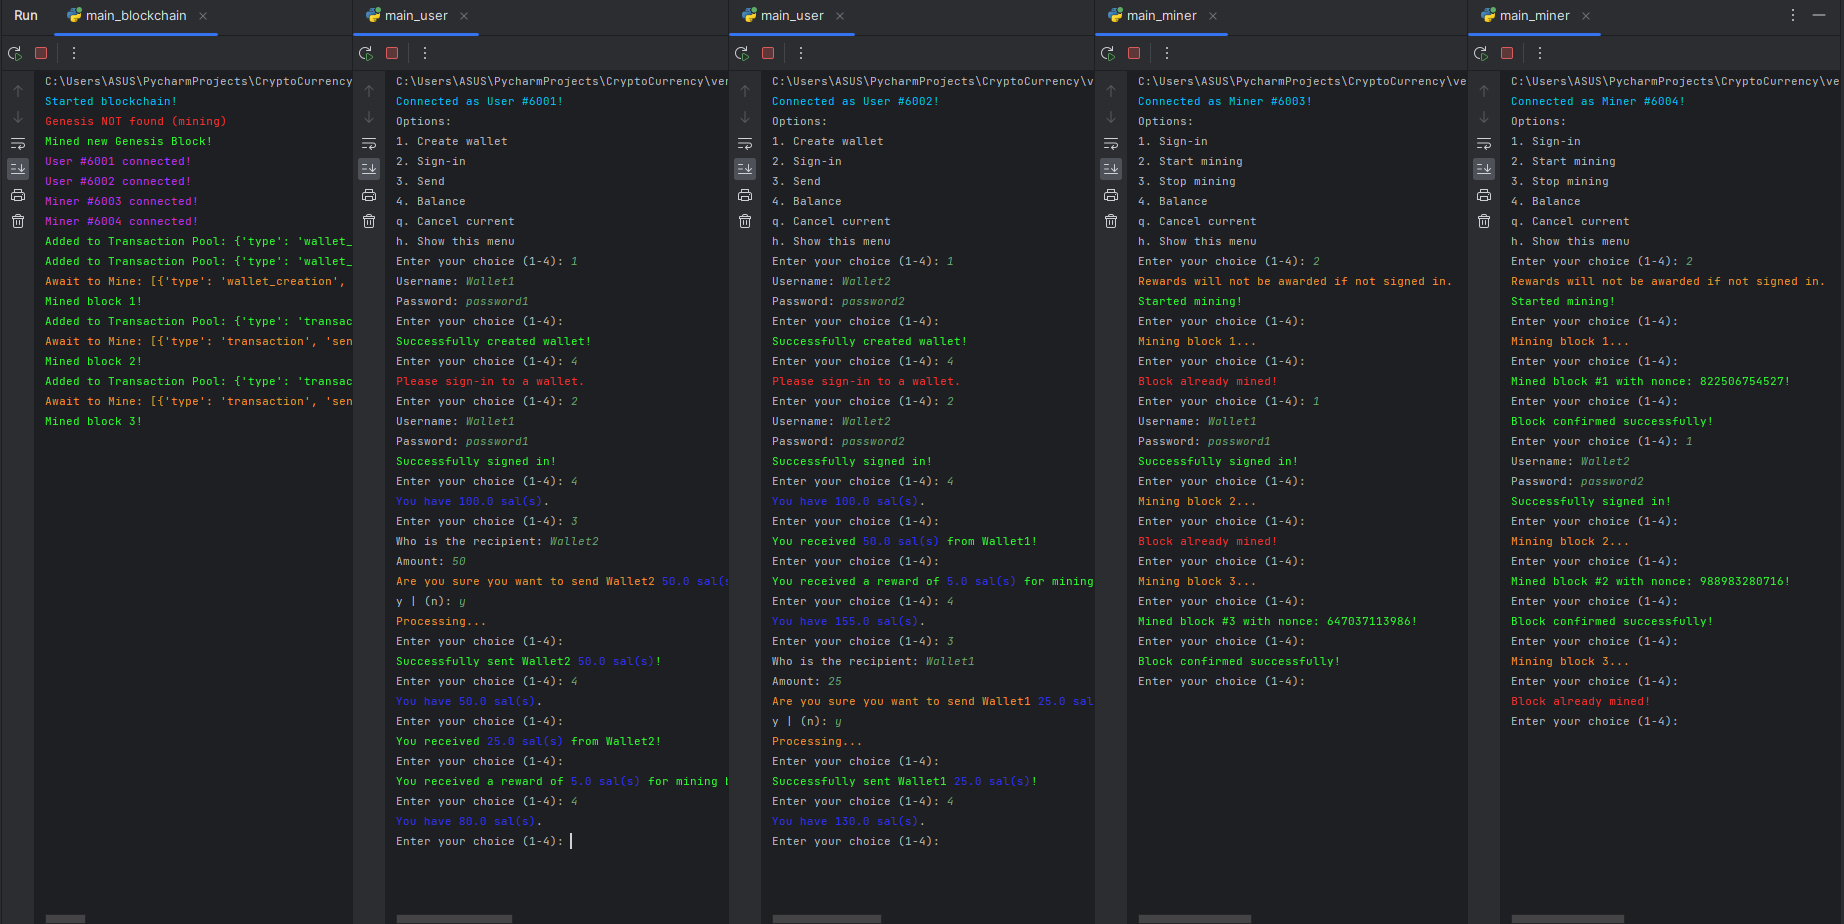 Run
main_blockchain
C:\Users\ASUS\PycharmProjects\CryptoCurrency
Started blockchain!
Genesis NOT found (mining)
Mined new Genesis Block!
User #6001 connected!
User #6002 connected!
Miner #6003 connected!
Miner #6004 connected!
Added to Transaction Pool: {'type': 'wallet_
Added to Transaction Pool: {'type': 'wallet_
Await to Mine: [{'type': 'wallet_creation',
Mined block 1!
Added to Transaction Pool: {'type': 'transac
Await to Mine: [{'type': 'transaction', 'sen
Mined block 2!
Added to Transaction Pool: {'type': 'transac
Await to Mine: [{'type': 'transaction', 'sen
Mined block 3!
main_user
C:\Users\ASUS\PycharmProjects\CryptoCurrency\ver
Connected as User #6001!
Options:
1. Create wallet
2. Sign-in
3. Send
4. Balance
q. Cancel current
h. Show this menu
Enter your choice (1-4): 1
Username: Wallet1
Password: password1
Enter your choice (1-4):
Successfully created wallet!
Enter your choice (1-4): 4
Please sign-in to a wallet.
Enter your choice (1-4): 2
Username: Wallet1
Password: password1
Successfully signed in!
Enter your choice (1-4): 4
You have 100.0 sal(s).
Enter your choice (1-4): 3
Who is the recipient: Wallet2
Amount: 50
Are you sure you want to send Wallet2 50.0 sal(s
y | (n): y
Processing...
Enter your choice (1-4):
Successfully sent Wallet2 50.0 sal(s)!
Enter your choice (1-4): 4
You have 50.0 sal(s).
Enter your choice (1-4):
You received 25.0 sal(s) from Wallet2!
Enter your choice (1-4):
You received a reward of 5.0 sal(s) for mining b
Enter your choice (1-4): 4
You have 80.0 sal(s).
Enter your choice (1-4):
main_user
C:\Users\ASUS\PycharmProjects\CryptoCurrency\v
Connected as User #6002!
Options:
1. Create wallet
2. Sign-in
3. Send
4. Balance
q. Cancel current
h. Show this menu
Enter your choice (1-4): 1
Username: Wallet2
Password: password2
Enter your choice (1-4):
Successfully created wallet!
Enter your choice (1-4): 4
Please sign-in to a wallet.
Enter your choice (1-4): 2
Username: Wallet2
Password: password2
Successfully signed in!
Enter your choice (1-4): 4
You have 100.0 sal(s).
Enter your choice (1-4):
You received 50.0 sal(s) from Wallet1!
Enter your choice (1-4):
You received a reward of 5.0 sal(s) for mining
Enter your choice (1-4): 4
You have 155.0 sal(s).
Enter your choice (1-4): 3
Who is the recipient: Wallet1
Amount: 25
Are you sure you want to send Wallet1 25.0 sal
y | (n): y
Processing...
Enter your choice (1-4):
Successfully sent Wallet1 25.0 sal(s)!
Enter your choice (1-4): 4
You have 130.0 sal(s).
Enter your choice (1-4):
main_miner
C:\Users\ASUS\PycharmProjects\CryptoCurrency\ve
Connected as Miner #6003!
Options:
1. Sign-in
2. Start mining
3. Stop mining
4. Balance
q. Cancel current
h. Show this menu
Enter your choice (1-4): 2
Rewards will not be awarded if not signed in.
Started mining!
Enter your choice (1-4):
Mining block 1...
Enter your choice (1-4):
Block already mined!
Enter your choice (1-4): 1
Username: Wallet1
Password: password1
Successfully signed in!
Enter your choice (1-4):
Mining block 2...
Enter your choice (1-4):
Block already mined!
Enter your choice (1-4):
Mining block 3...
Enter your choice (1-4):
Mined block #3 with nonce: 647037113986!
Enter your choice (1-4):
Block confirmed successfully!
Enter your choice (1-4):
main_miner
C:\Users\ASUS\PycharmProjects\CryptoCurrency\ve
Connected as Miner #6004!
Options:
1. Sign-in
2. Start mining
3. Stop mining
4. Balance
q. Cancel current
h. Show this menu
Enter your choice (1-4): 2
Rewards will not be awarded if not signed in.
Started mining!
Enter your choice (1-4):
Mining block 1...
Enter your choice (1-4):
Mined block #1 with nonce: 822506754527!
Enter your choice (1-4):
Block confirmed successfully!
Enter your choice (1-4): 1
Username: Wallet2
Password: password2
Successfully signed in!
Enter your choice (1-4):
Mining block 2...
Enter your choice (1-4):
Mined block #2 with nonce: 988983280716!
Enter your choice (1-4):
Block confirmed successfully!
Enter your choice (1-4):
Mining block 3...
Enter your choice (1-4):
Block already mined!
Enter your choice (1-4):